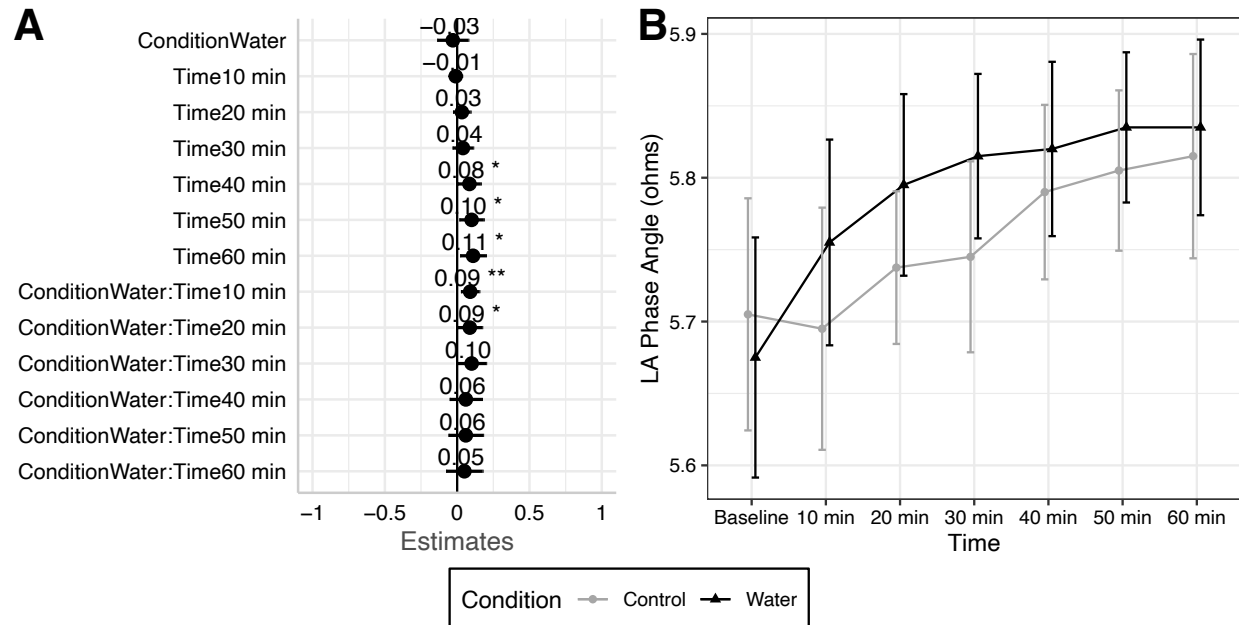 A
ConditionWater −0.03
Time10 min −0.01
Time20 min 0.03
Time30 min 0.04
Time40 min 0.08 *
Time50 min 0.10 *
Time60 min 0.11 *
ConditionWater:Time10 min 0.09 **
ConditionWater:Time20 min 0.09 *
ConditionWater:Time30 min 0.10
ConditionWater:Time40 min 0.06
ConditionWater:Time50 min 0.06
ConditionWater:Time60 min 0.05
−1 −0.5 0 0.5 1
Estimates
B
LA Phase Angle (ohms)
5.9
5.8
5.7
5.6
Baseline 10 min 20 min 30 min 40 min 50 min 60 min
Time
Condition Control Water